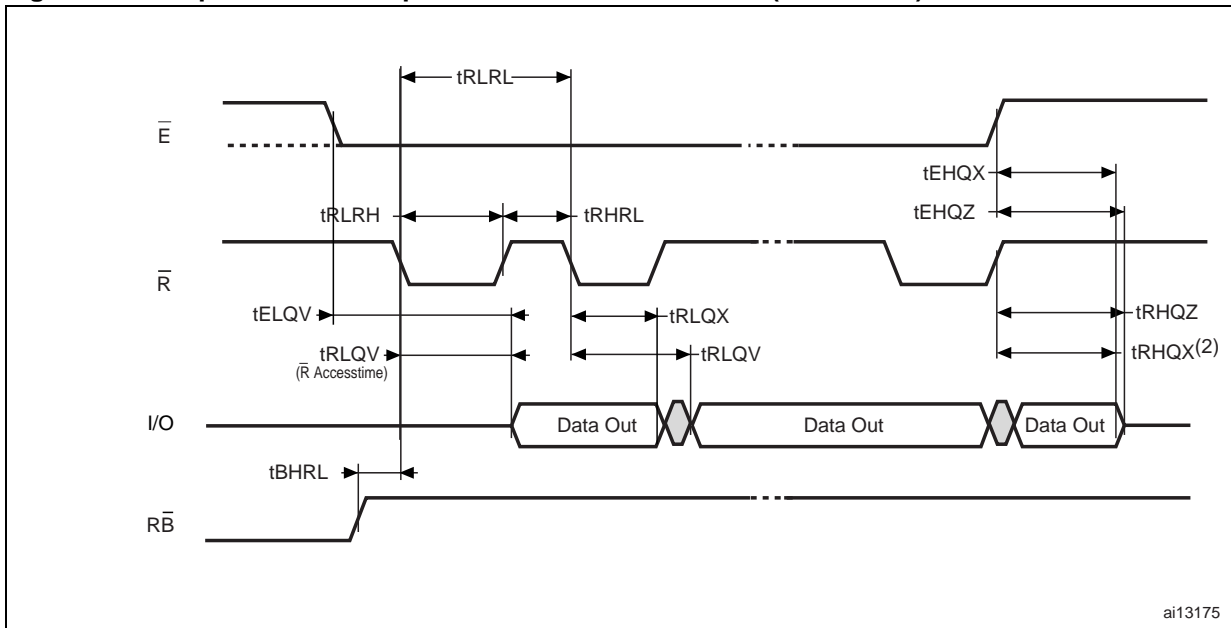 tRLRL
E̅
tEHQX
tEHQZ
tRLRH
tRHRL
R̅
tELQV
tRLQX
tRHQZ
tRLQV
(R̅ Accesstime)
tRLQV
tRHQX(2)
I/O
Data Out
Data Out
Data Out
tBHRL
RB̅
ai13175